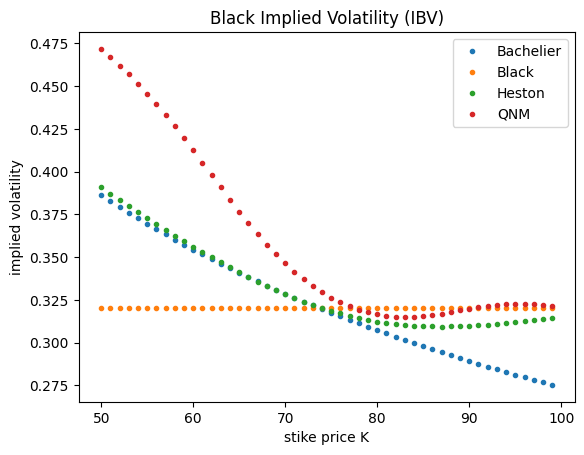 Black Implied Volatility (IBV)
Bachelier
Black
Heston
QNM
implied volatility
0.475
0.450
0.425
0.400
0.375
0.350
0.325
0.300
0.275
50
60
70
80
90
100
stike price K